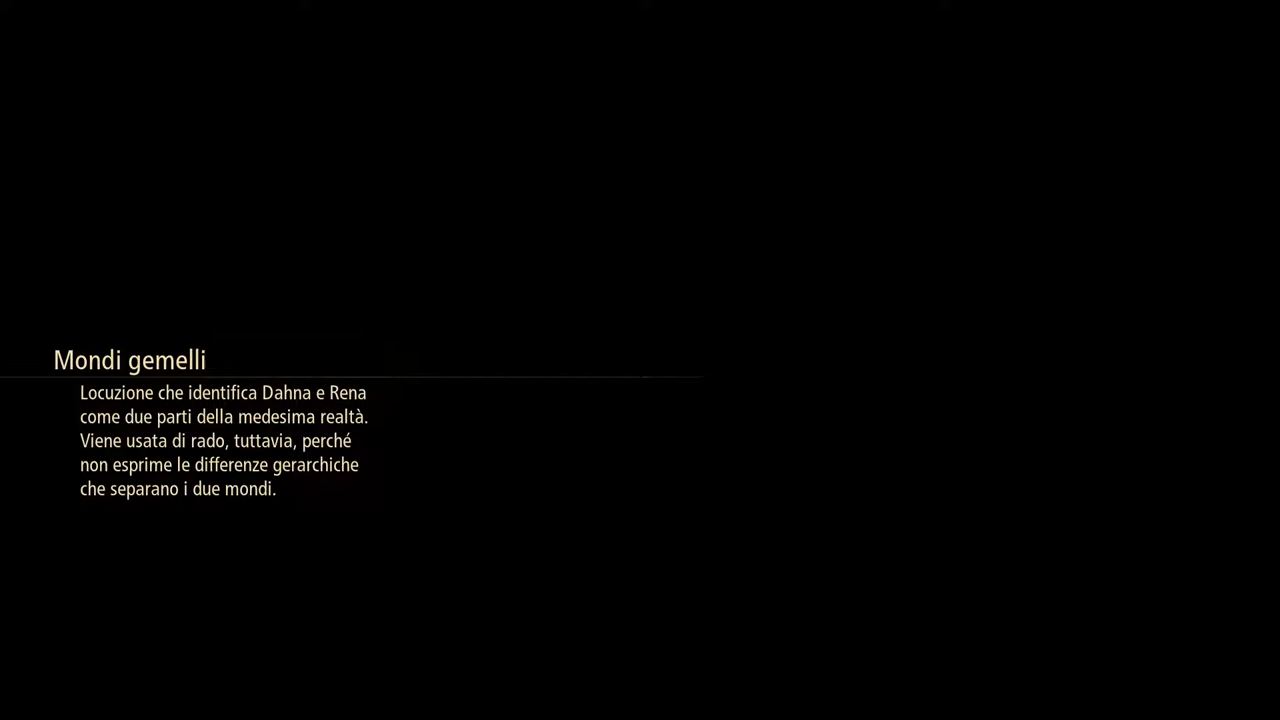 Mondi gemelli
Locuzione che identifica Dahna e Rena
come due parti della medesima realtà.
Viene usata di rado, tuttavia, perché
non esprime le differenze gerarchiche
che separano i due mondi.